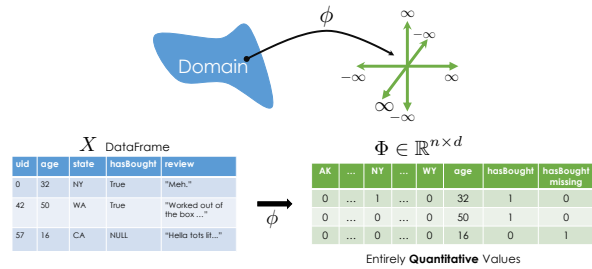 ϕ
Domain
∞
−∞
−∞
∞
∞
−∞
X DataFrame
Φ ∈ ℝ^{n×d}
uid age state hasBought review
0 32 NY True "Meh."
42 50 WA True "Worked out of
the box ..."
57 16 CA NULL "Hella tots lit..."
ϕ
AK ... NY ... WY age hasBought hasBought
missing
0 ... 1 ... 0 32 1 0
0 ... 0 ... 0 50 1 0
0 ... 0 ... 0 16 0 1
Entirely Quantitative Values